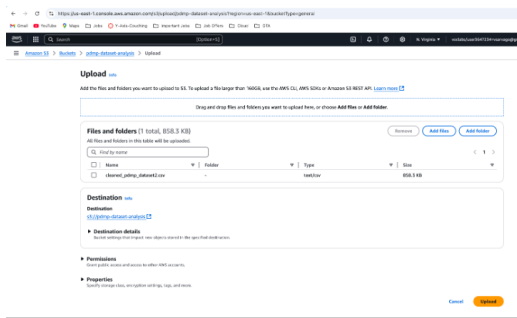 https://us-east-1.console.aws.amazon.com/s3/upload/pdmp-dataset-analysis?region=us-east-1&bucketType=general
Gmail YouTube Maps Jobs Important Jobs Job Offers Cloud GTA
aws Search [Option+S] N. Virginia
Amazon S3 > Buckets > pdmp-dataset-analysis > Upload
Upload Info
Add the files and folders you want to upload to S3. To upload a file larger than 160GB, use the AWS CLI, AWS SDKs or Amazon S3 REST API. Learn more
Drag and drop files and folders you want to upload here, or choose Add files or Add folder.
Files and folders (1 total, 858.3 KB)
Remove Add files Add folder
All files and folders in this table will be uploaded.
Find by name
< 1 >
Name Folder Type Size
cleaned_pdmp_dataset2.csv - text/csv 858.3 KB
Destination Info
Destination
s3://pdmp-dataset-analysis
Destination details
Bucket settings that impact new objects stored in the specified destination.
Permissions
Grant public access and access to other AWS accounts.
Properties
Specify storage class, encryption settings, tags, and more.
Cancel Upload